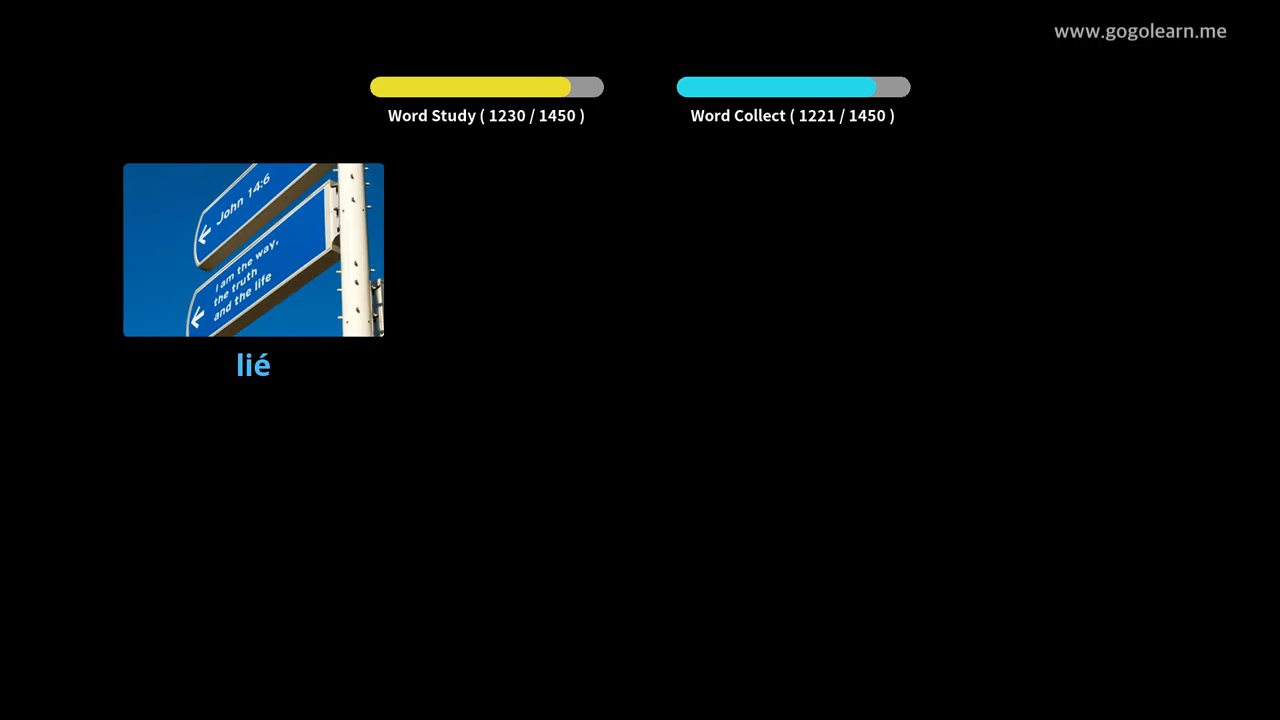 www.gogolearn.me
Word Study ( 1230 / 1450 )
Word Collect ( 1221 / 1450 )
John 14:6
I am the way,
the truth
and the life
lié